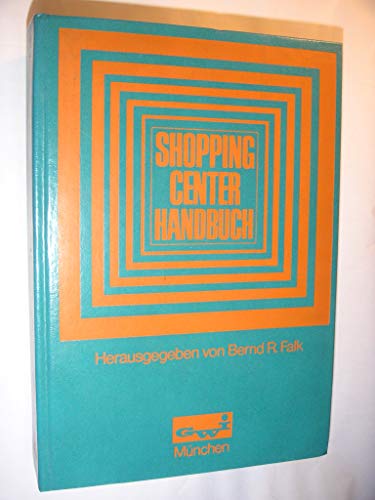 SHOPPING
CENTER
HANDBUCH
Herausgegeben von Bernd R. Falk
GWI
München